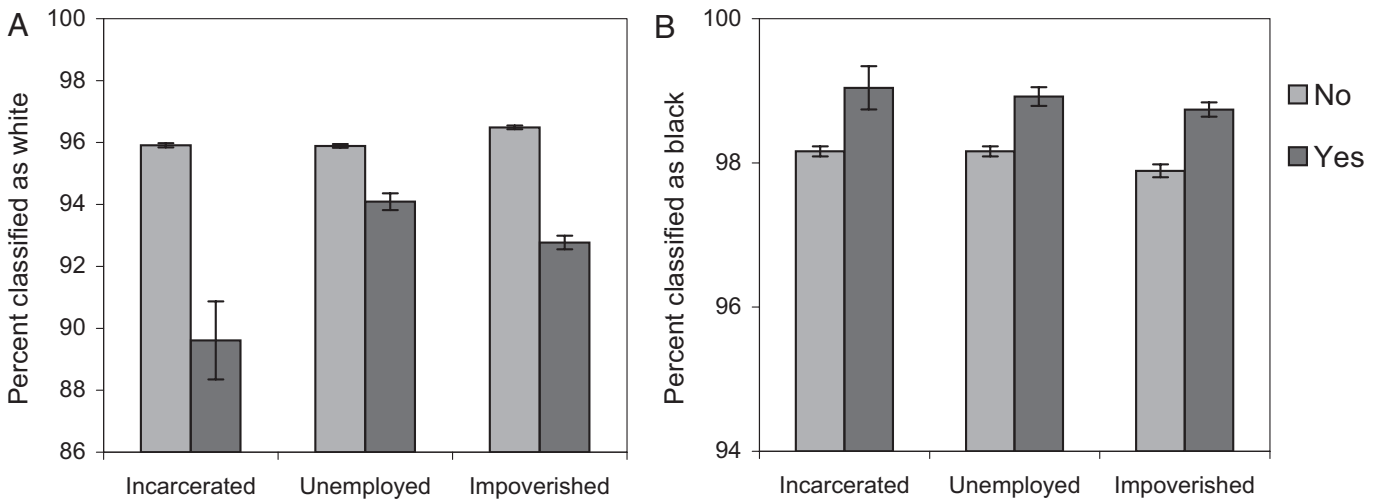 A
Percent classified as white
100
98
96
94
92
90
88
86
Incarcerated
Unemployed
Impoverished
B
Percent classified as black
100
98
96
94
Incarcerated
Unemployed
Impoverished
No
Yes